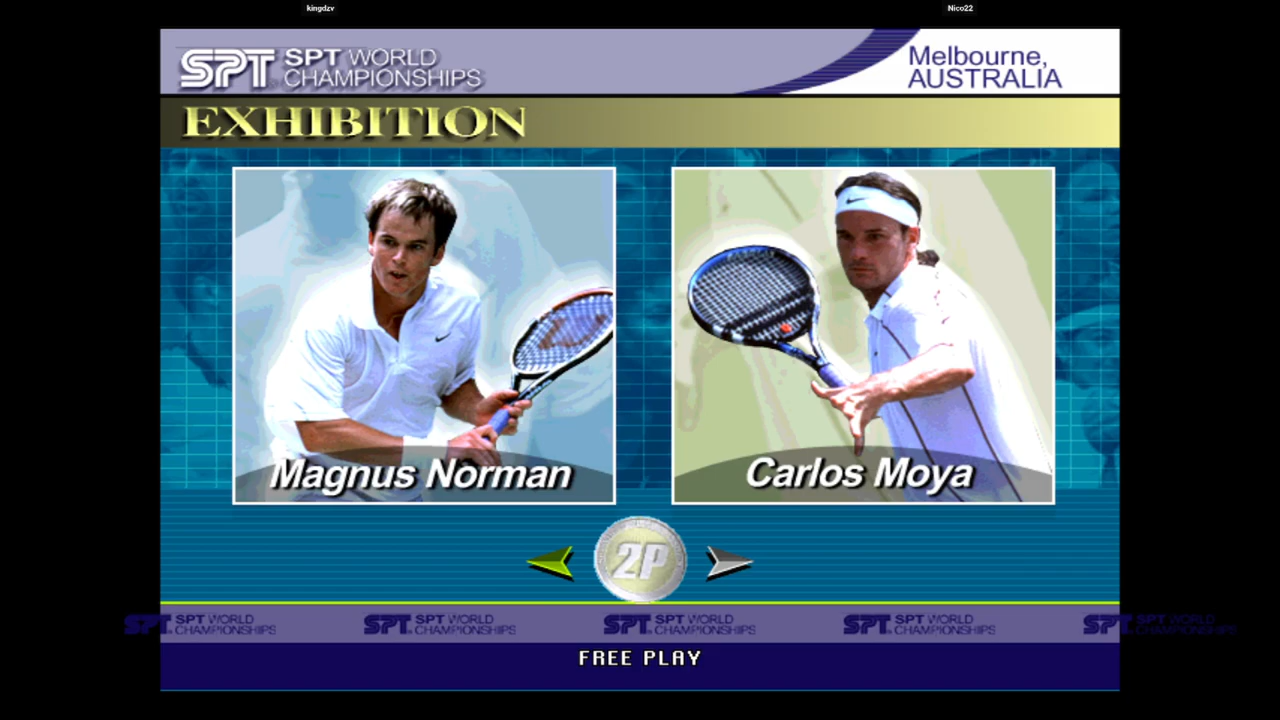 kingdzv
Nico22
SPT SPT WORLD
CHAMPIONSHIPS
Melbourne,
AUSTRALIA
EXHIBITION
Magnus Norman
Carlos Moya
2P
SPT SPT WORLD
CHAMPIONSHIPS
SPT SPT WORLD
CHAMPIONSHIPS
SPT SPT WORLD
CHAMPIONSHIPS
SPT SPT WORLD
CHAMPIONSHIPS
SPT SPT WORLD
CHAMPIONSHIPS
FREE PLAY